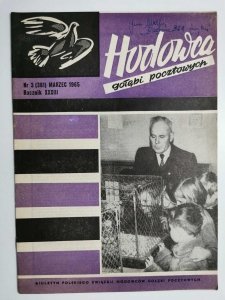 Hodowca
gołębi pocztowych
Nr 3 (381) MARZEC 1965
Rocznik XXXIII
BIULETYN POLSKIEGO ZWIĄZKU HODOWCÓW GOŁĘBI POCZTOWYCH